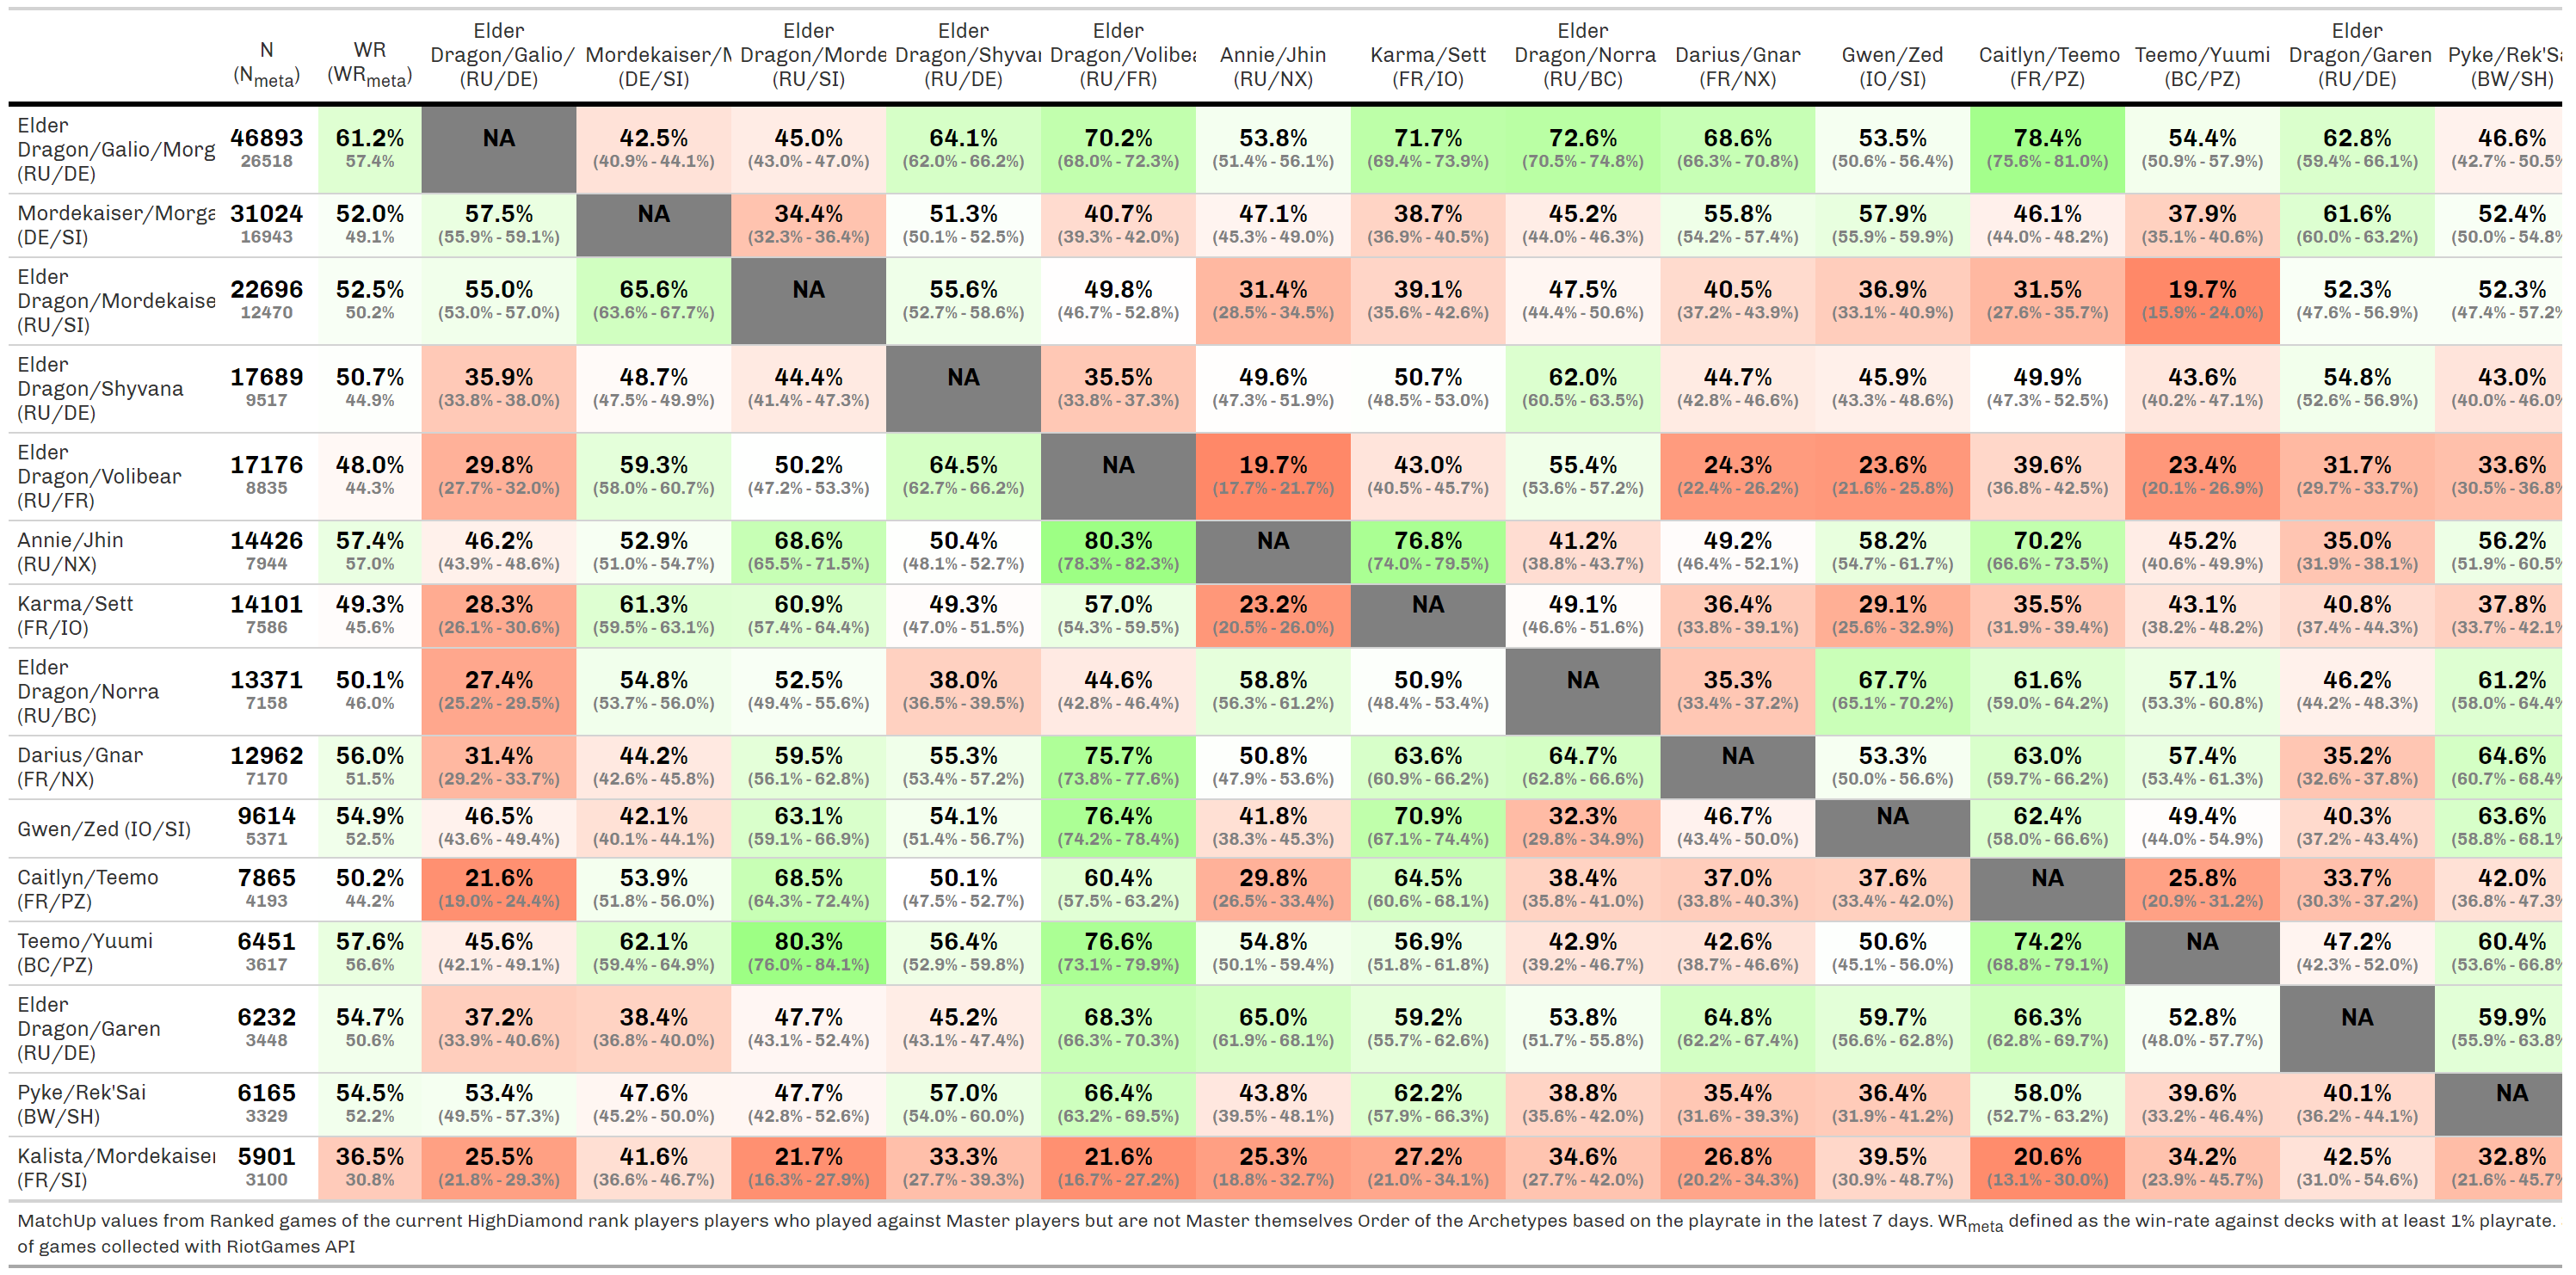 N (Nmeta) WR (WRmeta) Elder Dragon/Galio/ (RU/DE) Mordekaiser/M (DE/SI) Elder Dragon/Morde (RU/SI) Elder Dragon/Shyvan (RU/DE) Elder Dragon/Volibea (RU/FR) Annie/Jhin (RU/NX) Karma/Sett (FR/IO) Elder Dragon/Norra (RU/BC) Darius/Gnar (FR/NX) Gwen/Zed (IO/SI) Caitlyn/Teemo (FR/PZ) Teemo/Yuumi (BC/PZ) Elder Dragon/Garen (RU/DE) Pyke/Rek'Sa (BW/SH)
Elder Dragon/Galio/Morg (RU/DE) 46893 61.2% NA 42.5% 45.0% 64.1% 70.2% 53.8% 71.7% 72.6% 68.6% 53.5% 78.4% 54.4% 62.8% 46.6%
26518 57.4% (40.9% - 44.1%) (43.0% - 47.0%) (62.0% - 66.2%) (68.0% - 72.3%) (51.4% - 56.1%) (69.4% - 73.9%) (70.5% - 74.8%) (66.3% - 70.8%) (50.6% - 56.4%) (75.6% - 81.0%) (50.9% - 57.9%) (59.4% - 66.1%) (42.7% - 50.5%
Mordekaiser/Morga (DE/SI) 31024 52.0% 57.5% NA 34.4% 51.3% 40.7% 47.1% 38.7% 45.2% 55.8% 57.9% 46.1% 37.9% 61.6% 52.4%
16943 49.1% (55.9% - 59.1%) (32.3% - 36.4%) (50.1% - 52.5%) (39.3% - 42.0%) (45.3% - 49.0%) (36.9% - 40.5%) (44.0% - 46.3%) (54.2% - 57.4%) (55.9% - 59.9%) (44.0% - 48.2%) (35.1% - 40.6%) (60.0% - 63.2%) (50.0% - 54.8%
Elder Dragon/Mordekaise (RU/SI) 22696 52.5% 55.0% 65.6% NA 55.6% 49.8% 31.4% 39.1% 47.5% 40.5% 36.9% 31.5% 19.7% 52.3% 52.3%
12470 50.2% (53.0% - 57.0%) (63.6% - 67.7%) (52.7% - 58.6%) (46.7% - 52.8%) (28.5% - 34.5%) (35.6% - 42.6%) (44.4% - 50.6%) (37.2% - 43.9%) (33.1% - 40.9%) (27.6% - 35.7%) (15.9% - 24.0%) (47.6% - 56.9%) (47.4% - 57.2%
Elder Dragon/Shyvana (RU/DE) 17689 50.7% 35.9% 48.7% 44.4% NA 35.5% 49.6% 50.7% 62.0% 44.7% 45.9% 49.9% 43.6% 54.8% 43.0%
9517 44.9% (33.8% - 38.0%) (47.5% - 49.9%) (41.4% - 47.3%) (33.8% - 37.3%) (47.3% - 51.9%) (48.5% - 53.0%) (60.5% - 63.5%) (42.8% - 46.6%) (43.3% - 48.6%) (47.3% - 52.5%) (40.2% - 47.1%) (52.6% - 56.9%) (40.0% - 46.0%
Elder Dragon/Volibear (RU/FR) 17176 48.0% 29.8% 59.3% 50.2% 64.5% NA 19.7% 43.0% 55.4% 24.3% 23.6% 39.6% 23.4% 31.7% 33.6%
8835 44.3% (27.7% - 32.0%) (58.0% - 60.7%) (47.2% - 53.3%) (62.7% - 66.2%) (17.7% - 21.7%) (40.5% - 45.7%) (53.6% - 57.2%) (22.4% - 26.2%) (21.6% - 25.8%) (36.8% - 42.5%) (20.1% - 26.9%) (29.7% - 33.7%) (30.5% - 36.8%
Annie/Jhin (RU/NX) 14426 57.4% 46.2% 52.9% 68.6% 50.4% 80.3% NA 76.8% 41.2% 49.2% 58.2% 70.2% 45.2% 35.0% 56.2%
7944 57.0% (43.9% - 48.6%) (51.0% - 54.7%) (65.5% - 71.5%) (48.1% - 52.7%) (78.3% - 82.3%) (74.0% - 79.5%) (38.8% - 43.7%) (46.4% - 52.1%) (54.7% - 61.7%) (66.6% - 73.5%) (40.6% - 49.9%) (31.9% - 38.1%) (51.9% - 60.5%
Karma/Sett (FR/IO) 14101 49.3% 28.3% 61.3% 60.9% 49.3% 57.0% 23.2% NA 49.1% 36.4% 29.1% 35.5% 43.1% 40.8% 37.8%
7586 45.6% (26.1% - 30.6%) (59.5% - 63.1%) (57.4% - 64.4%) (47.0% - 51.5%) (54.3% - 59.5%) (20.5% - 26.0%) (46.6% - 51.6%) (33.8% - 39.1%) (25.6% - 32.9%) (31.9% - 39.4%) (38.2% - 48.2%) (37.4% - 44.3%) (33.7% - 42.1%
Elder Dragon/Norra (RU/BC) 13371 50.1% 27.4% 54.8% 52.5% 38.0% 44.6% 58.8% 50.9% NA 35.3% 67.7% 61.6% 57.1% 46.2% 61.2%
7158 46.0% (25.2% - 29.5%) (53.7% - 56.0%) (49.4% - 55.6%) (36.5% - 39.5%) (42.8% - 46.4%) (56.3% - 61.2%) (48.4% - 53.4%) (33.4% - 37.2%) (65.1% - 70.2%) (59.0% - 64.2%) (53.3% - 60.8%) (44.2% - 48.3%) (58.0% - 64.4%
Darius/Gnar (FR/NX) 12962 56.0% 31.4% 44.2% 59.5% 55.3% 75.7% 50.8% 63.6% 64.7% NA 53.3% 63.0% 57.4% 35.2% 64.6%
7170 51.5% (29.2% - 33.7%) (42.6% - 45.8%) (56.1% - 62.8%) (53.4% - 57.2%) (73.8% - 77.6%) (47.9% - 53.6%) (60.9% - 66.2%) (62.8% - 66.6%) (50.0% - 56.6%) (59.7% - 66.2%) (53.4% - 61.3%) (32.6% - 37.8%) (60.7% - 68.4%
Gwen/Zed (IO/SI) 9614 54.9% 46.5% 42.1% 63.1% 54.1% 76.4% 41.8% 70.9% 32.3% 46.7% NA 62.4% 49.4% 40.3% 63.6%
5371 52.5% (43.6% - 49.4%) (40.1% - 44.1%) (59.1% - 66.9%) (51.4% - 56.7%) (74.2% - 78.4%) (38.3% - 45.3%) (67.1% - 74.4%) (29.8% - 34.9%) (43.4% - 50.0%) (58.0% - 66.6%) (44.0% - 54.9%) (37.2% - 43.4%) (58.8% - 68.1%
Caitlyn/Teemo (FR/PZ) 7865 50.2% 21.6% 53.9% 68.5% 50.1% 60.4% 29.8% 64.5% 38.4% 37.0% 37.6% NA 25.8% 33.7% 42.0%
4193 44.2% (19.0% - 24.4%) (51.8% - 56.0%) (64.3% - 72.4%) (47.5% - 52.7%) (57.5% - 63.2%) (26.5% - 33.4%) (60.6% - 68.1%) (35.8% - 41.0%) (33.8% - 40.3%) (33.4% - 42.0%) (20.9% - 31.2%) (30.3% - 37.2%) (36.8% - 47.3%
Teemo/Yuumi (BC/PZ) 6451 57.6% 45.6% 62.1% 80.3% 56.4% 76.6% 54.8% 56.9% 42.9% 42.6% 50.6% 74.2% NA 47.2% 60.4%
3617 56.6% (42.1% - 49.1%) (59.4% - 64.9%) (76.0% - 84.1%) (52.9% - 59.8%) (73.1% - 79.9%) (50.1% - 59.4%) (51.8% - 61.8%) (39.2% - 46.7%) (38.7% - 46.6%) (45.1% - 56.0%) (68.8% - 79.1%) (42.3% - 52.0%) (53.6% - 66.8%
Elder Dragon/Garen (RU/DE) 6232 54.7% 37.2% 38.4% 47.7% 45.2% 68.3% 65.0% 59.2% 53.8% 64.8% 59.7% 66.3% 52.8% NA 59.9%
3448 50.6% (33.9% - 40.6%) (36.8% - 40.0%) (43.1% - 52.4%) (43.1% - 47.4%) (66.3% - 70.3%) (61.9% - 68.1%) (55.7% - 62.6%) (51.7% - 55.8%) (62.2% - 67.4%) (56.6% - 62.8%) (62.8% - 69.7%) (48.0% - 57.7%) (55.9% - 63.8%
Pyke/Rek'Sai (BW/SH) 6165 54.5% 53.4% 47.6% 47.7% 57.0% 66.4% 43.8% 62.2% 38.8% 35.4% 36.4% 58.0% 39.6% 40.1% NA
3329 52.2% (49.5% - 57.3%) (45.2% - 50.0%) (42.8% - 52.6%) (54.0% - 60.0%) (63.2% - 69.5%) (39.5% - 48.1%) (57.9% - 66.3%) (35.6% - 42.0%) (31.6% - 39.3%) (31.9% - 41.2%) (52.7% - 63.2%) (33.2% - 46.4%) (36.2% - 44.1%)
Kalista/Mordekaiser (FR/SI) 5901 36.5% 25.5% 41.6% 21.7% 33.3% 21.6% 25.3% 27.2% 34.6% 26.8% 39.5% 20.6% 34.2% 42.5% 32.8%
3100 30.8% (21.8% - 29.3%) (36.6% - 46.7%) (16.3% - 27.9%) (27.7% - 39.3%) (16.7% - 27.2%) (18.8% - 32.7%) (21.0% - 34.1%) (27.7% - 42.0%) (20.2% - 34.3%) (30.9% - 48.7%) (13.1% - 30.0%) (23.9% - 45.7%) (31.0% - 54.6%) (21.6% - 45.7%
MatchUp values from Ranked games of the current HighDiamond rank players players who played against Master players but are not Master themselves Order of the Archetypes based on the playrate in the latest 7 days. WRmeta defined as the win-rate against decks with at least 1% playrate.
of games collected with RiotGames API